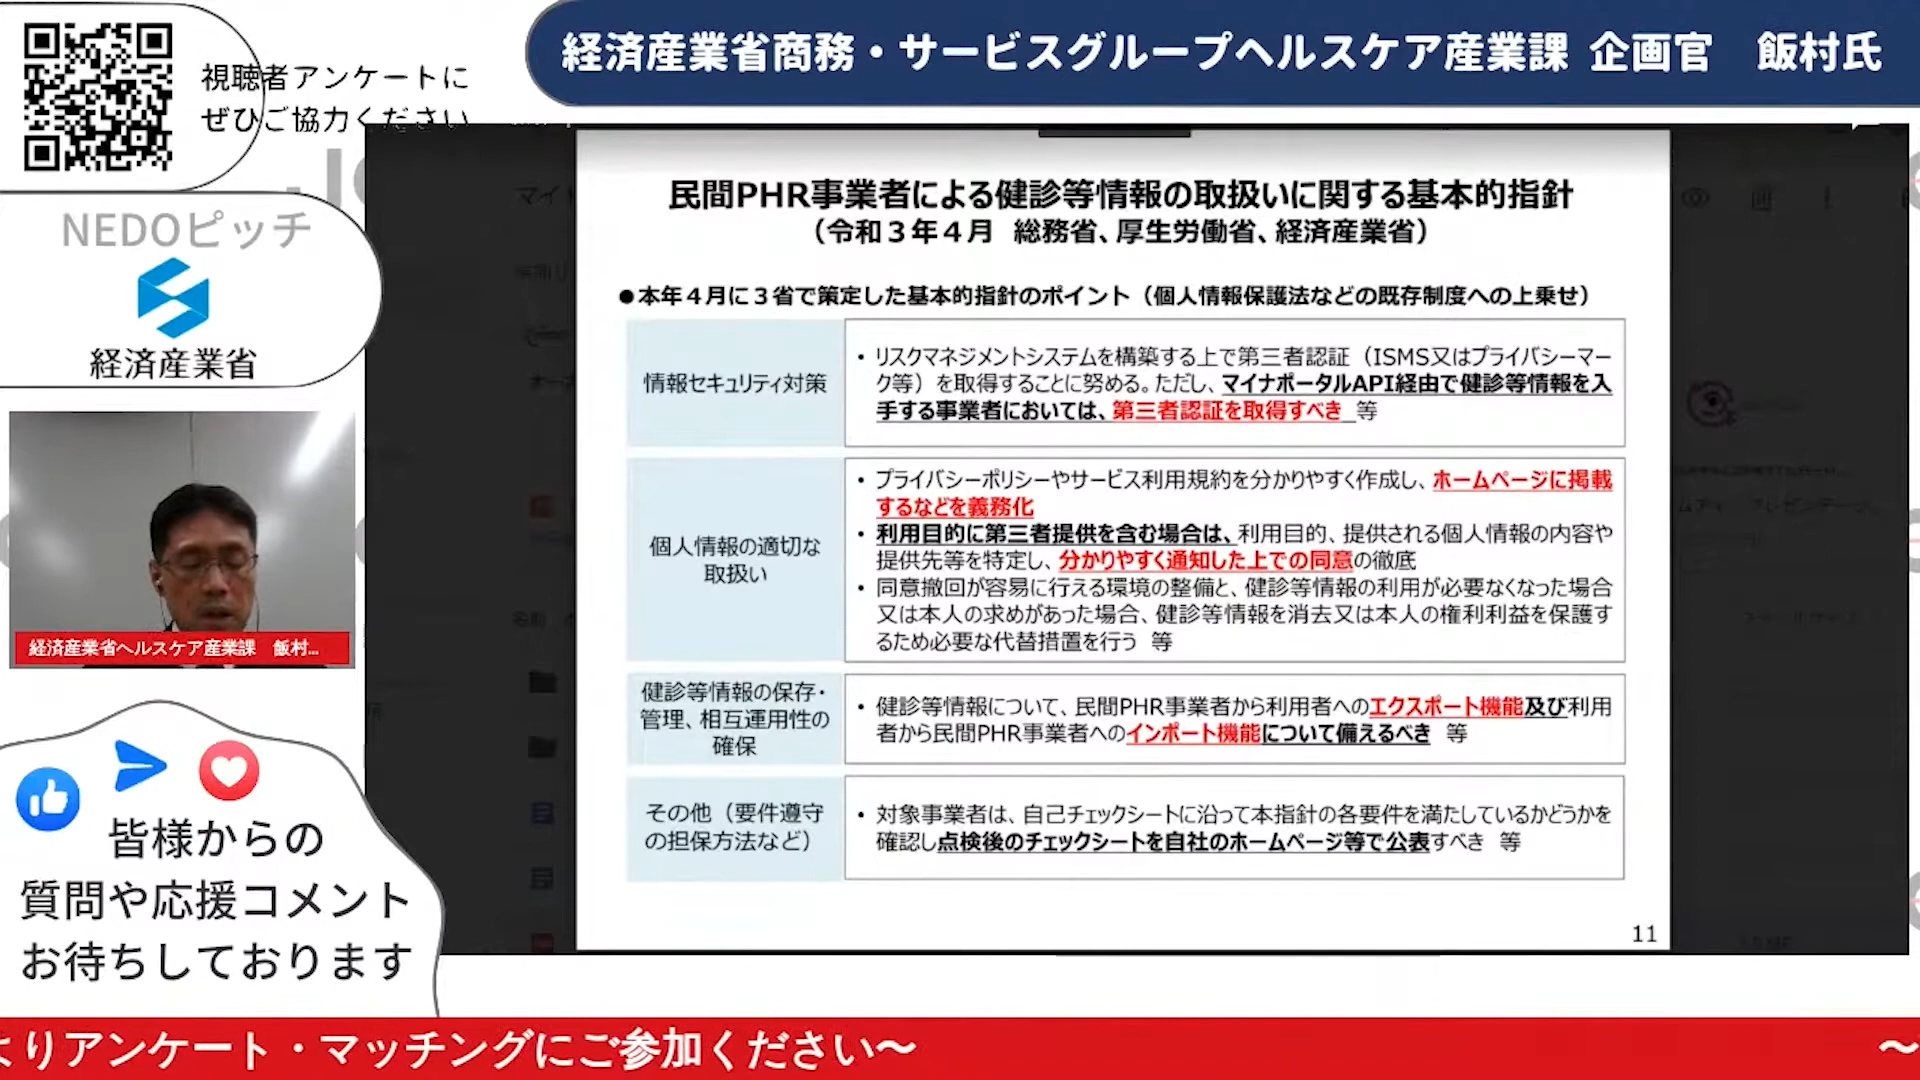 視聴者アンケートに
ぜひご協力ください
経済産業省商務・サービスグループヘルスケア産業課 企画官　飯村氏
NEDOピッチ
経済産業省
経済産業省ヘルスケア産業課　飯村...
皆様からの
質問や応援コメント
お待ちしております
民間PHR事業者による健診等情報の取扱いに関する基本的指針
（令和３年４月　総務省、厚生労働省、経済産業省）
●本年４月に３省で策定した基本的指針のポイント（個人情報保護法などの既存制度への上乗せ）
情報セキュリティ対策
• リスクマネジメントシステムを構築する上で第三者認証（ISMS又はプライバシーマー
ク等）を取得することに努める。ただし、マイナポータルAPI経由で健診等情報を入
手する事業者においては、第三者認証を取得すべき 等
個人情報の適切な
取扱い
• プライバシーポリシーやサービス利用規約を分かりやすく作成し、ホームページに掲載
するなどを義務化
• 利用目的に第三者提供を含む場合は、利用目的、提供される個人情報の内容や
提供先等を特定し、分かりやすく通知した上での同意の徹底
• 同意撤回が容易に行える環境の整備と、健診等情報の利用が必要なくなった場合
又は本人の求めがあった場合、健診等情報を消去又は本人の権利利益を保護す
るため必要な代替措置を行う 等
健診等情報の保存・
管理、相互運用性の
確保
• 健診等情報について、民間PHR事業者から利用者へのエクスポート機能及び利用
者から民間PHR事業者へのインポート機能について備えるべき 等
その他（要件遵守
の担保方法など）
• 対象事業者は、自己チェックシートに沿って本指針の各要件を満たしているかどうかを
確認し点検後のチェックシートを自社のホームページ等で公表すべき 等
11
よりアンケート・マッチングにご参加ください〜
〜